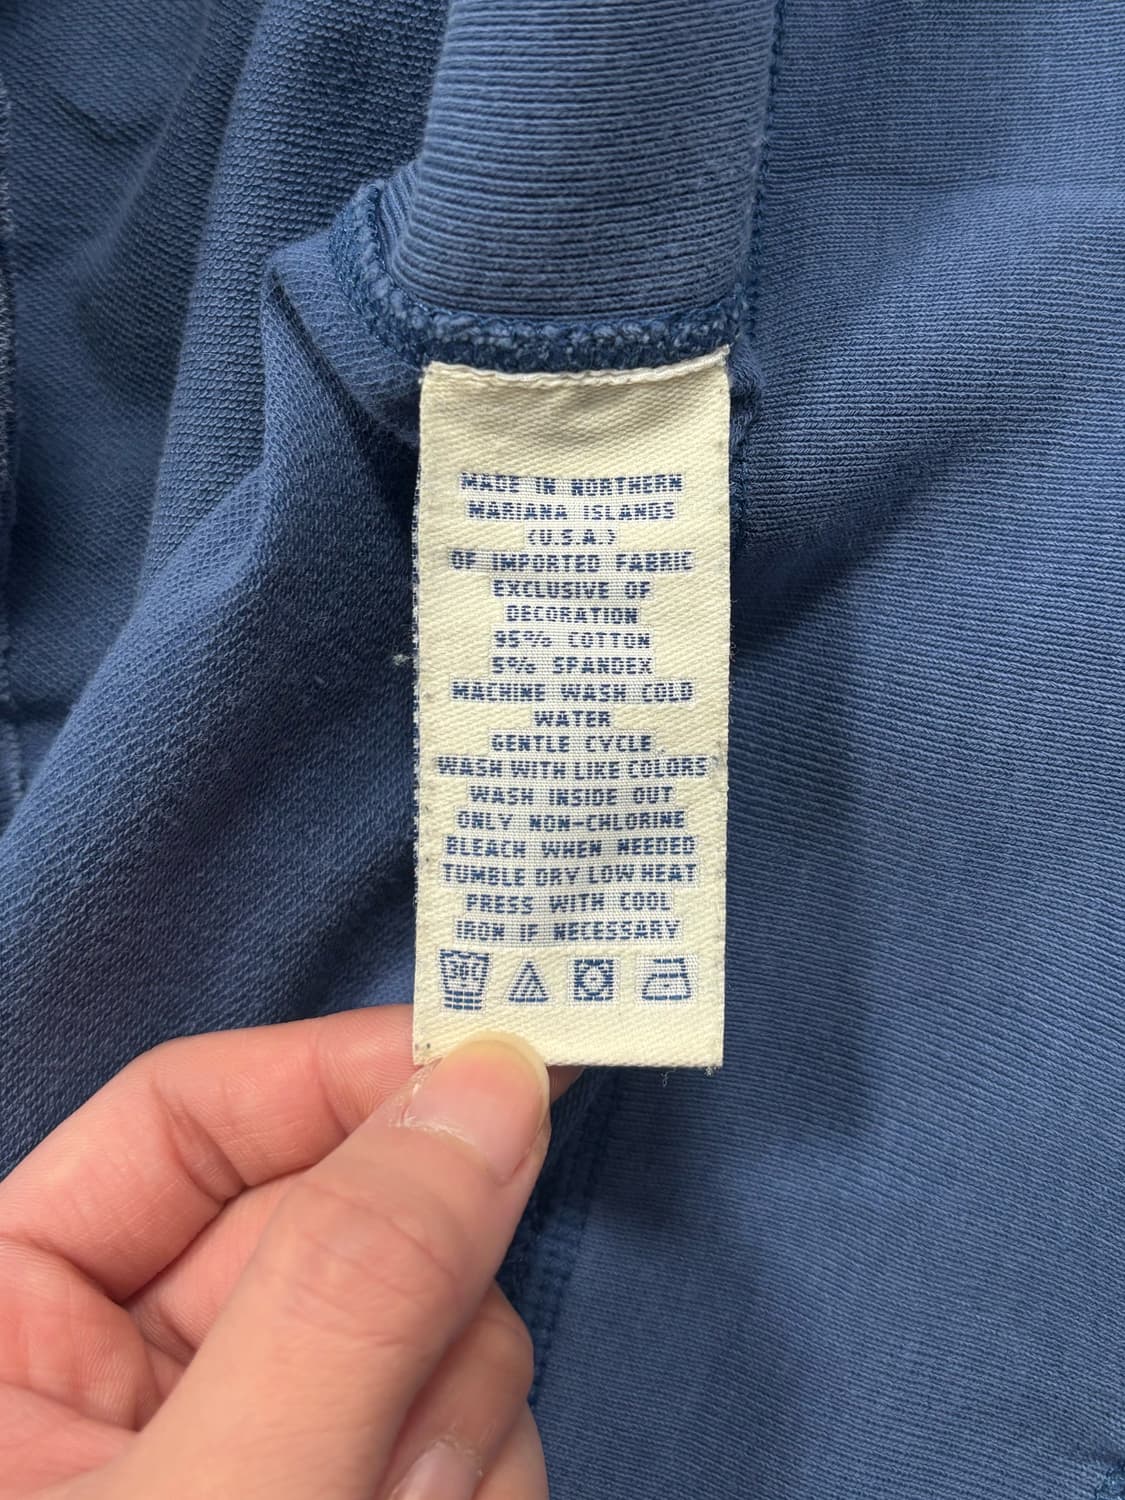 MADE IN NORTHERN
MARIANA ISLANDS
(U.S.A.)
OF IMPORTED FABRIC
EXCLUSIVE OF
DECORATION
95% COTTON
5% SPANDEX
MACHINE WASH COLD
WATER
GENTLE CYCLE.
WASH WITH LIKE COLORS
WASH INSIDE OUT
ONLY NON-CHLORINE
BLEACH WHEN NEEDED
TUMBLE DRY LOW HEAT
PRESS WITH COOL
IRON IF NECESSARY
30C